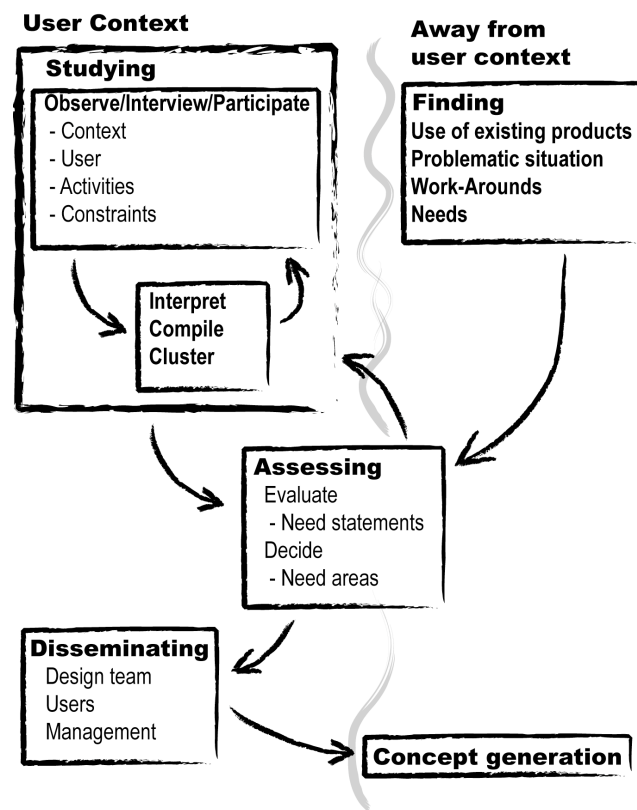 User Context
Studying
Observe/Interview/Participate
- Context
- User
- Activities
- Constraints
Interpret
Compile
Cluster
Away from
user context
Finding
Use of existing products
Problematic situation
Work-Arounds
Needs
Assessing
Evaluate
- Need statements
Decide
- Need areas
Disseminating
Design team
Users
Management
Concept generation